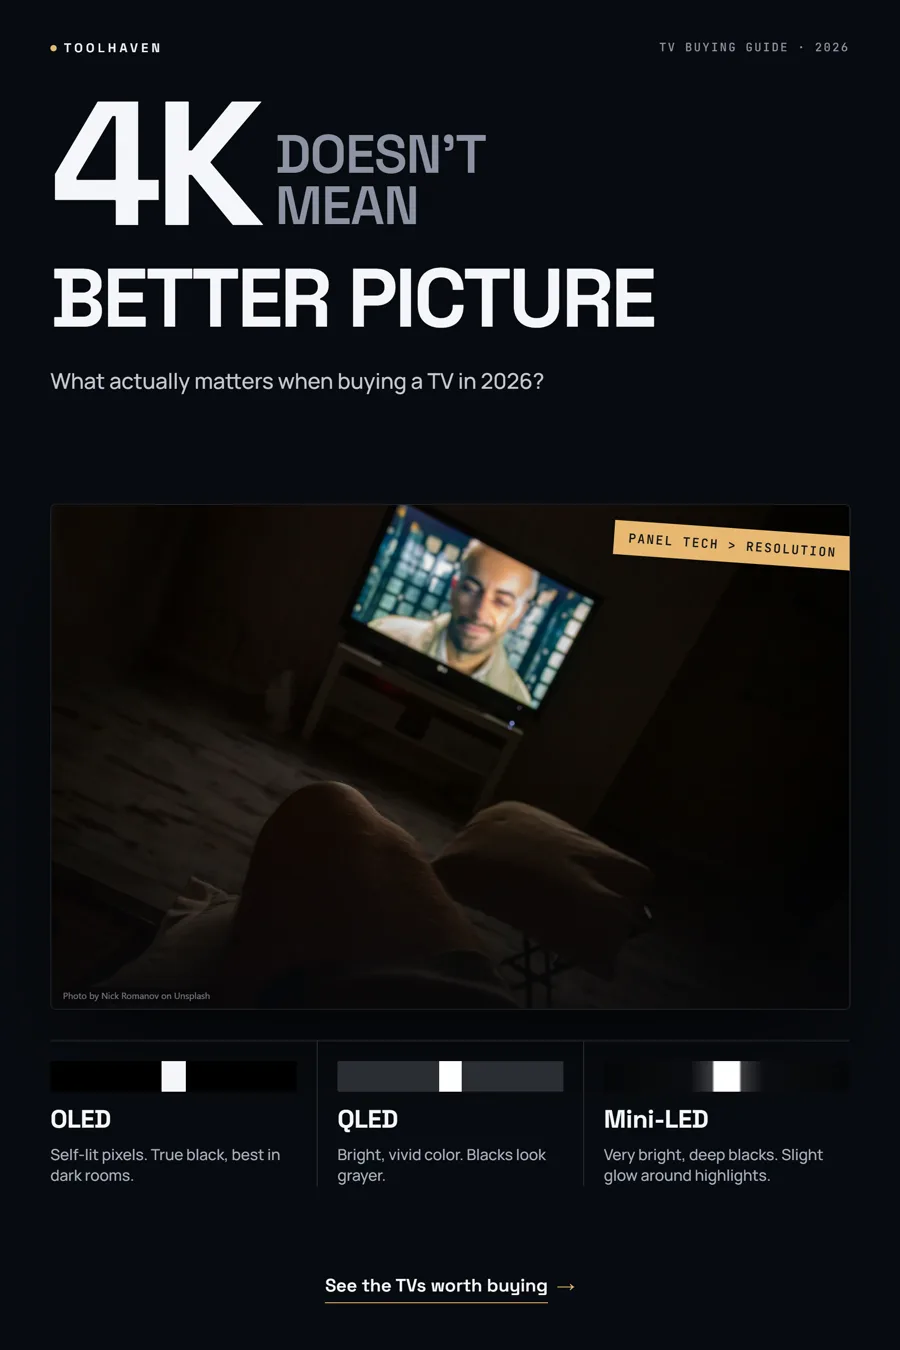 TOOLHAVEN
TV BUYING GUIDE · 2026
4K DOESN’T
MEAN
BETTER PICTURE
What actually matters when buying a TV in 2026?
PANEL TECH > RESOLUTION
Photo by Nick Romanov on Unsplash
OLED
Self-lit pixels. True black, best in
dark rooms.
QLED
Bright, vivid color. Blacks look
grayer.
Mini-LED
Very bright, deep blacks. Slight
glow around highlights.
See the TVs worth buying →